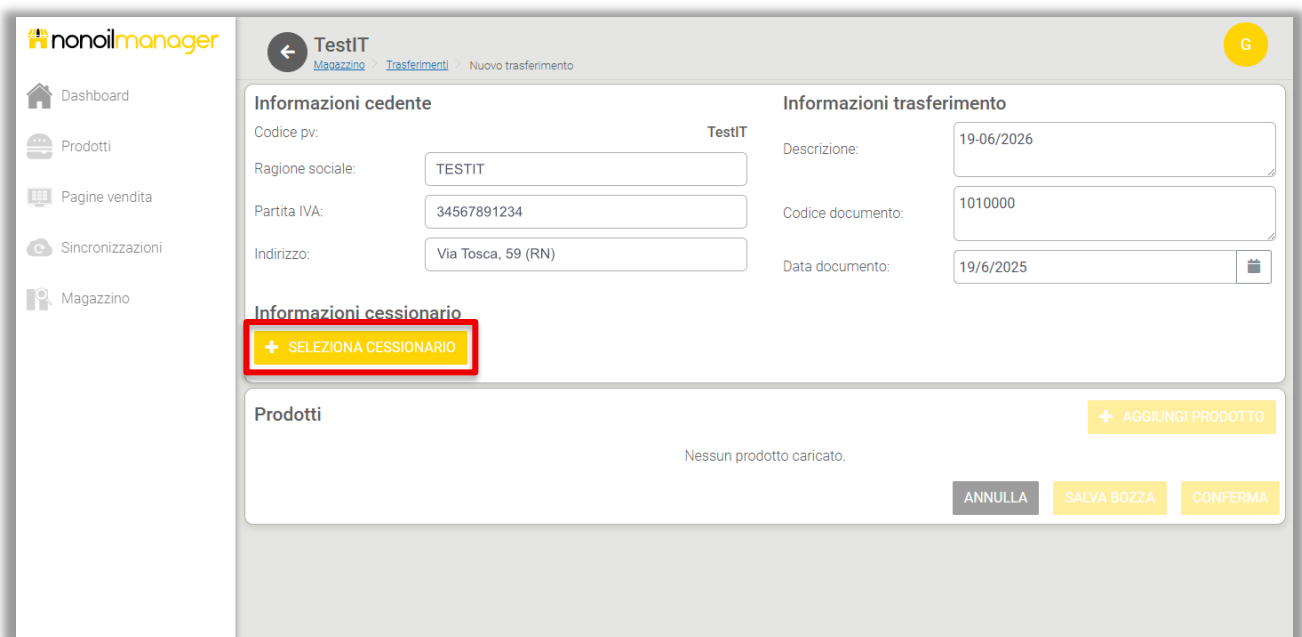 nonoilmanager
Dashboard
Prodotti
Pagine vendita
Sincronizzazioni
Magazzino
TestIT
Magazzino > Trasferimenti > Nuovo trasferimento
G
Informazioni cedente
Codice pv: TestIT
Ragione sociale: TESTIT
Partita IVA: 34567891234
Indirizzo: Via Tosca, 59 (RN)
Informazioni trasferimento
Descrizione: 19-06/2026
Codice documento: 1010000
Data documento: 19/6/2025
Informazioni cessionario
+ SELEZIONA CESSIONARIO
Prodotti
+ AGGIUNGI PRODOTTO
Nessun prodotto caricato.
ANNULLA SALVA BOZZA CONFERMA